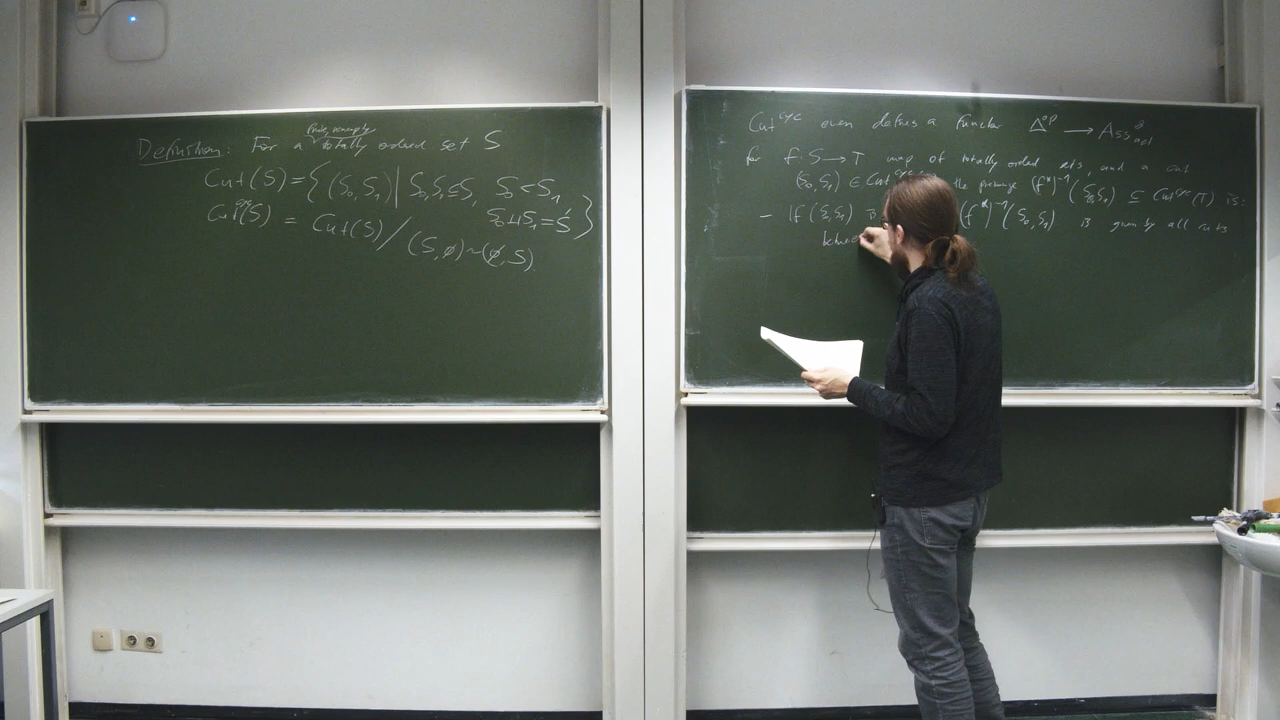 Definition: For a finite, nonempty totally ordered set S
Cut(S) = { (S₀,S₁) | S₀,S₁ ⊆ S, S₀ < S₁
S₀ ⊔ S₁ = S }
Cut^cyc(S) = Cut(S) / (S,∅) ~ (∅,S)
Cut^cyc even defines a functor Δ^op → Ass^⊗_act
for f: S → T map of totally ordered sets, and a cut
(S₀,S₁) ∈ Cut^cyc the preimage (f*)⁻¹(S₀,S₁) ⊆ Cut^cyc(T) is:
- If (S₀,S₁) (f*)⁻¹(S₀,S₁) is given by all cuts